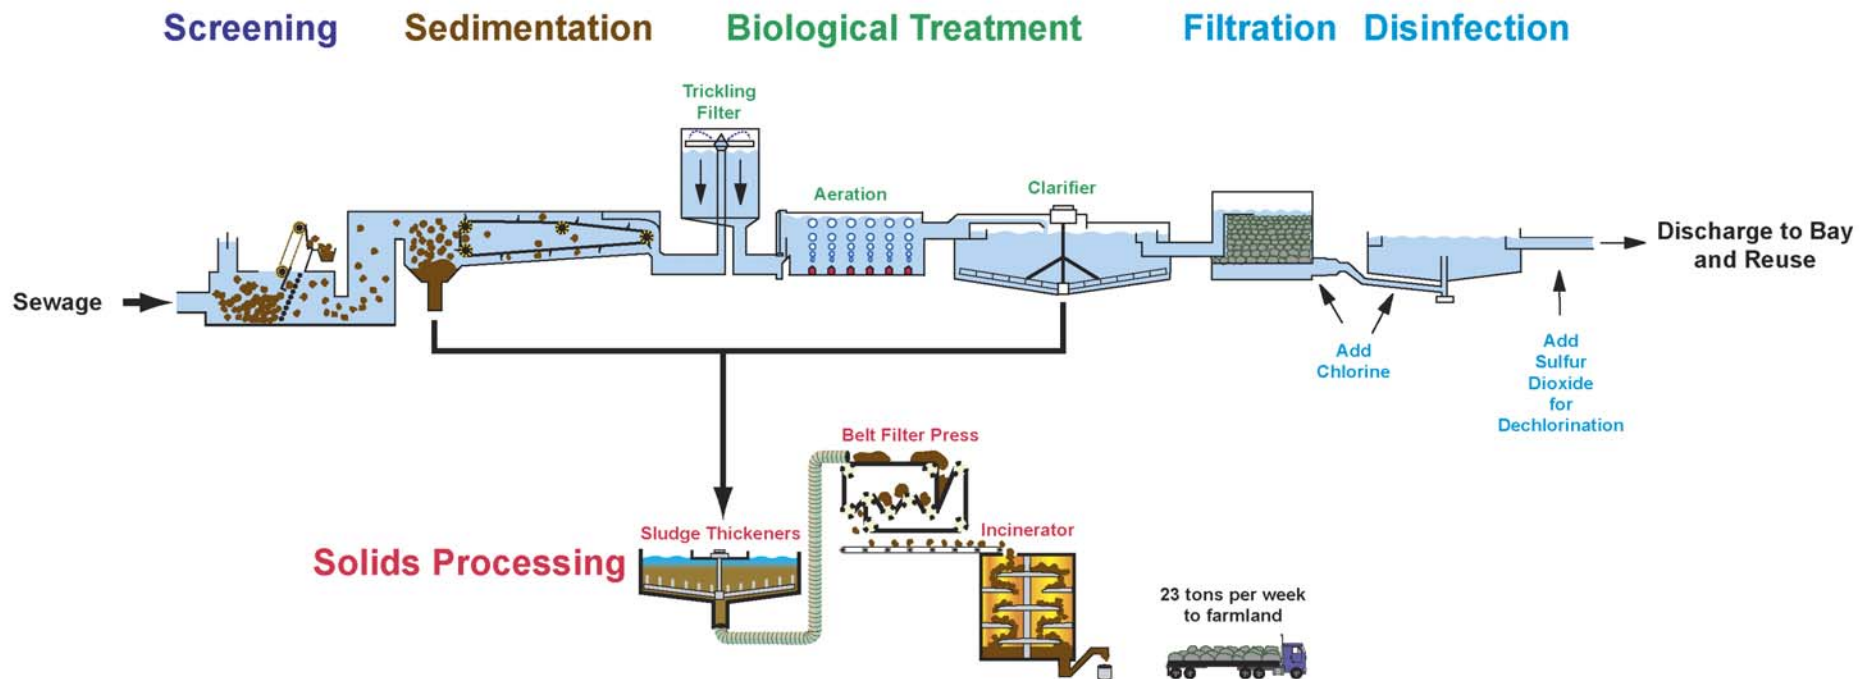 Screening
Sedimentation
Biological Treatment
Filtration
Disinfection
Trickling
Filter
Aeration
Clarifier
Sewage
Discharge to Bay
and Reuse
Add
Chlorine
Add
Sulfur
Dioxide
for
Dechlorination
Belt Filter Press
Sludge Thickeners
Incinerator
Solids Processing
23 tons per week
to farmland